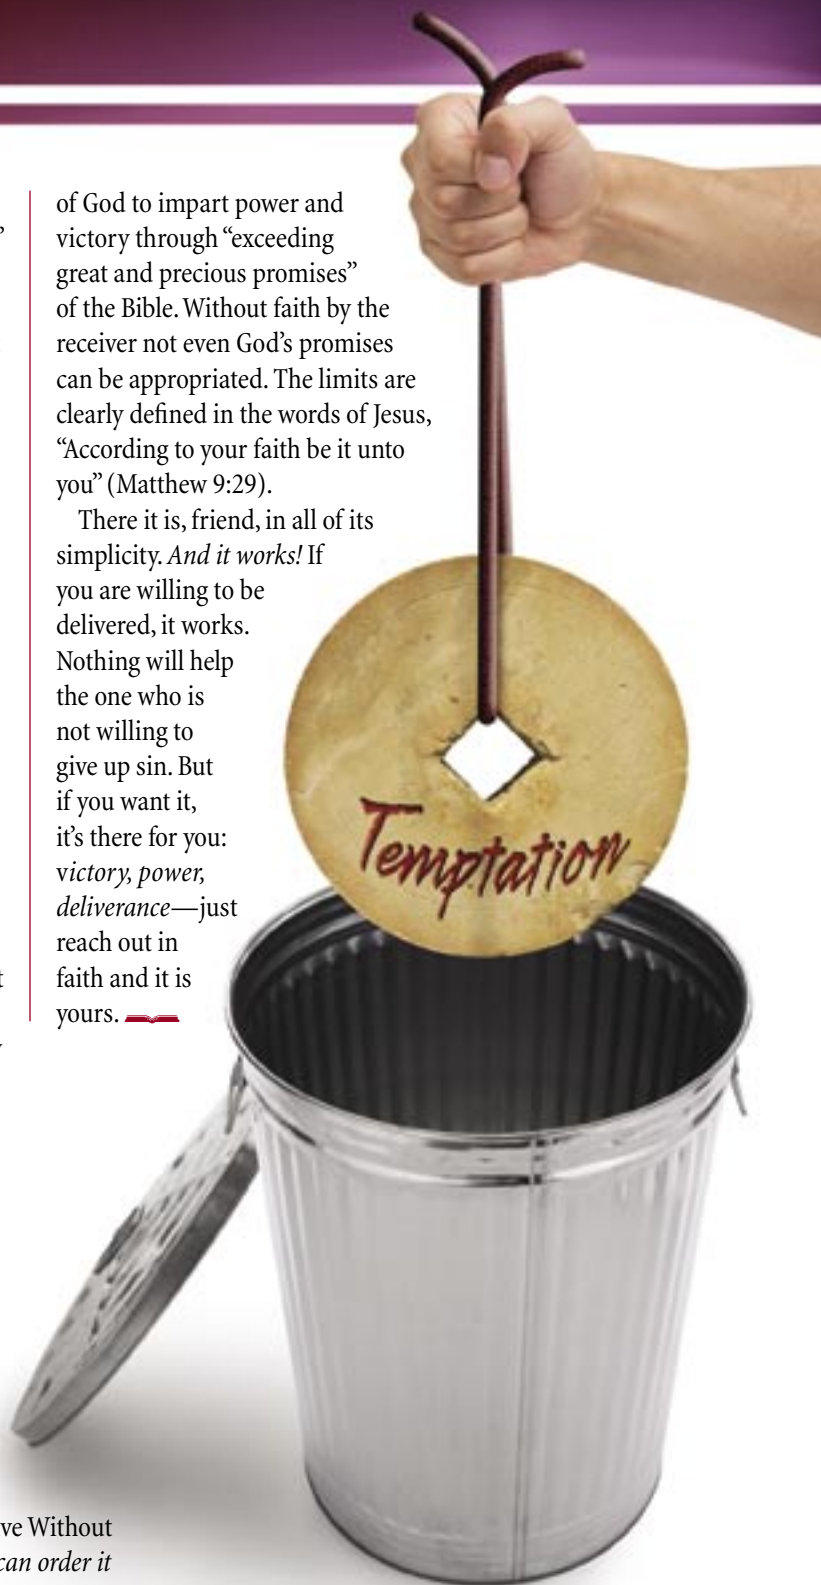 of God to impart power and
victory through “exceeding
great and precious promises”
of the Bible. Without faith by the
receiver not even God’s promises
can be appropriated. The limits are
clearly defined in the words of Jesus,
“According to your faith be it unto
you” (Matthew 9:29).
There it is, friend, in all of its
simplicity. And it works! If
you are willing to be
delivered, it works.
Nothing will help
the one who is
not willing to
give up sin. But
if you want it,
it’s there for you:
victory, power,
deliverance—just
reach out in
faith and it is
yours.
Temptation
ve Without
can order it